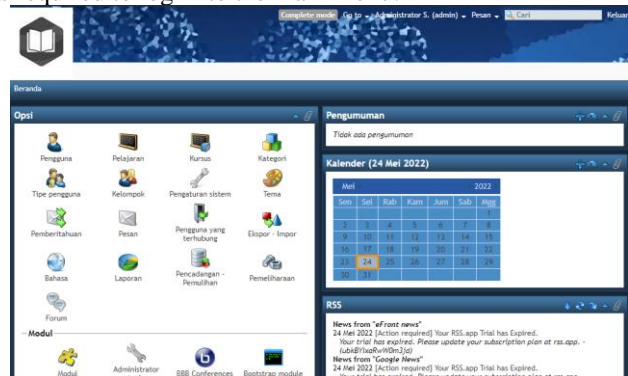 Complete mode Go to Administrator S. (admin) Pesan Cari Keluar
Beranda
Opsi
Pengguna Pelajaran Kursus Kategori
Tipe pengguna Kelompok Pengaturan sistem Tema
Pemberitahuan Pesan Pengguna yang terhubung Ekspor - Impor
Bahasa Laporan Pencadangan - Pemulihan Pemeliharaan
Forum
Modul
Modul Administrator BBB Conferences Bootstrap module
Pengumuman
Tidak ada pengumuman
Kalender (24 Mei 2022)
Mei 2022
Sen Sel Rab Kam Jum Sab Mgg
1
2 3 4 5 6 7 8
9 10 11 12 13 14 15
16 17 18 19 20 21 22
23 24 25 26 27 28 29
30 31
RSS
News from "eFront news"
24 Mei 2022 [Action required] Your RSS.app Trial has Expired.
Your trial has expired. Please update your subscription plan at rss.app. -
News from "Google News"
24 Mei 2022 [Action required] Your RSS.app Trial has Expired.